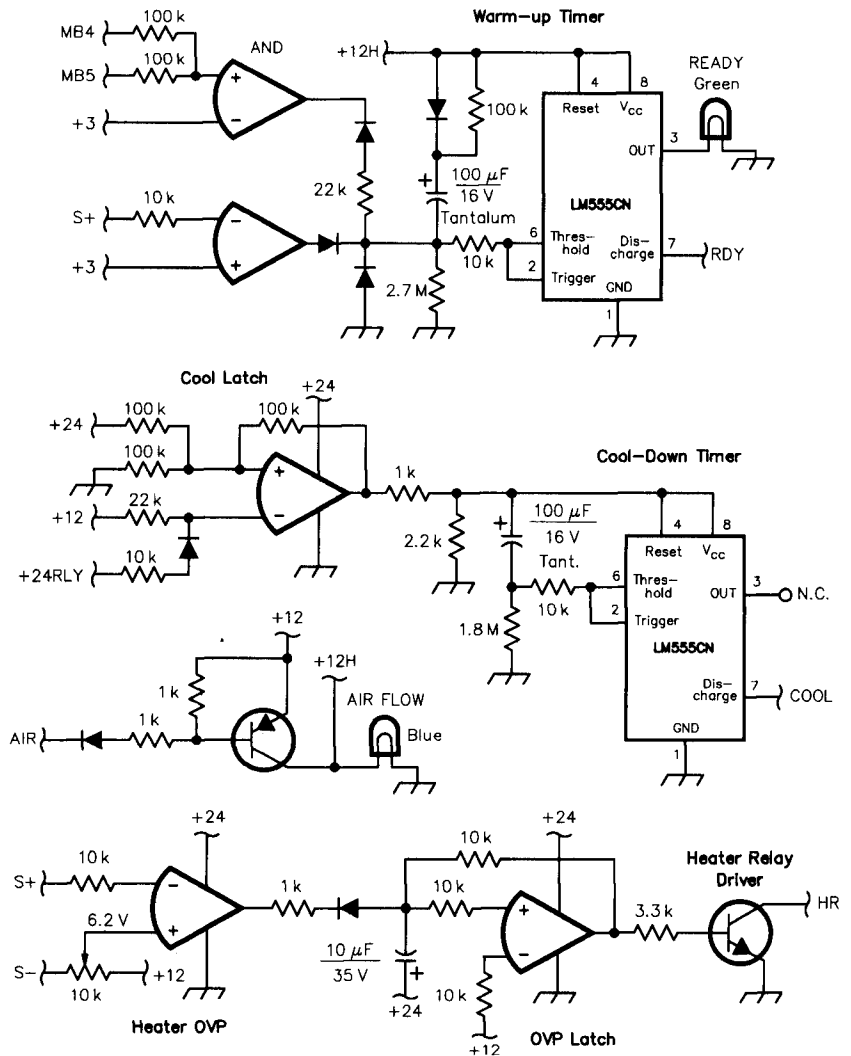 Warm-up Timer
MB4
100 k
MB5
100 k
AND
+
−
+3
+12H
100 k
4
8
Reset
VCC
READY
Green
3
OUT
+
100 µF
16 V
Tantalum
22 k
LM555CN
S+
10 k
−
+
+3
10 k
6
Thres-
hold
2
Trigger
Dis-
charge
7
RDY
2.7 M
GND
1
Cool Latch
+24
+24
100 k
100 k
100 k
+
−
+12
22 k
+24RLY
10 k
1 k
Cool-Down Timer
2.2 k
+
100 µF
16 V
Tant.
10 k
1.8 M
4
8
Reset
VCC
6
Thres-
hold
2
Trigger
OUT
3
N.C.
LM555CN
Dis-
charge
7
COOL
GND
1
+12
+12H
1 k
1 k
AIR
AIR FLOW
Blue
+24
S+
10 k
−
+
6.2 V
S−
10 k
+12
Heater OVP
1 k
10 µF
35 V
+
+24
10 k
10 k
+24
+
−
10 k
+12
OVP Latch
3.3 k
Heater Relay
Driver
HR